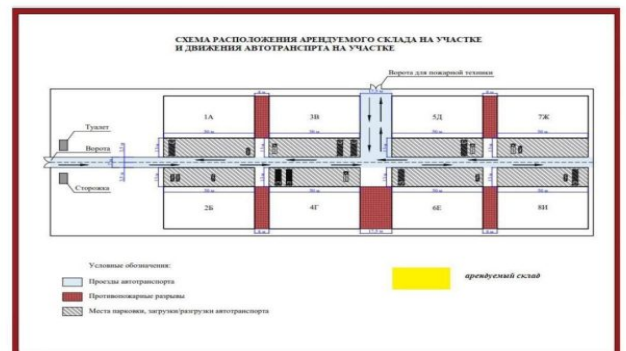 СХЕМА РАСПОЛОЖЕНИЯ АРЕНДУЕМОГО СКЛАДА НА УЧАСТКЕ
И ДВИЖЕНИЯ АВТОТРАНСПРТА НА УЧАСТКЕ
Ворота для пожарной техники
1А
3В
5Д
7Ж
Туалет
Ворота
Сторожка
2Б
4Г
6Е
8И
Условные обозначения:
Проезды автотранспорта
Противопожарные разрывы
Места парковки, загрузки/разгрузки автотранспорта
арендуемый склад